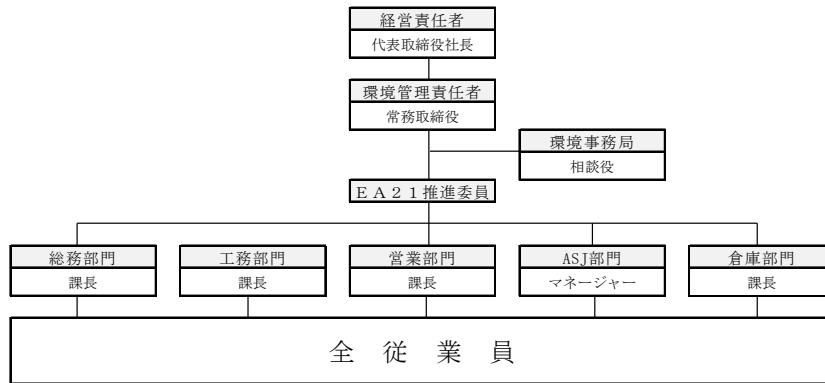 経営責任者
代表取締役社長
環境管理責任者
常務取締役
環境事務局
相談役
ＥＡ２１推進委員
総務部門 工務部門 営業部門 ASJ部門 倉庫部門
課長 課長 課長 マネージャー 課長
全 従 業 員